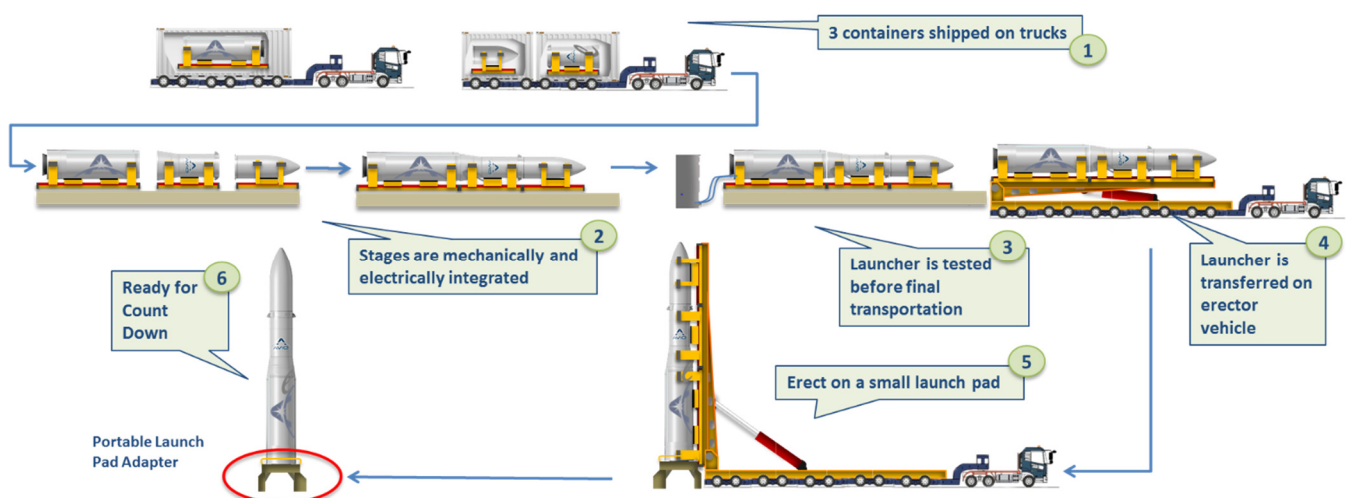 3 containers shipped on trucks
1
2
Stages are mechanically and
electrically integrated
3
Launcher is tested
before final
transportation
4
Launcher is
transferred on
erector
vehicle
5
Erect on a small launch pad
6
Ready for
Count
Down
AVIO
Portable Launch
Pad Adapter